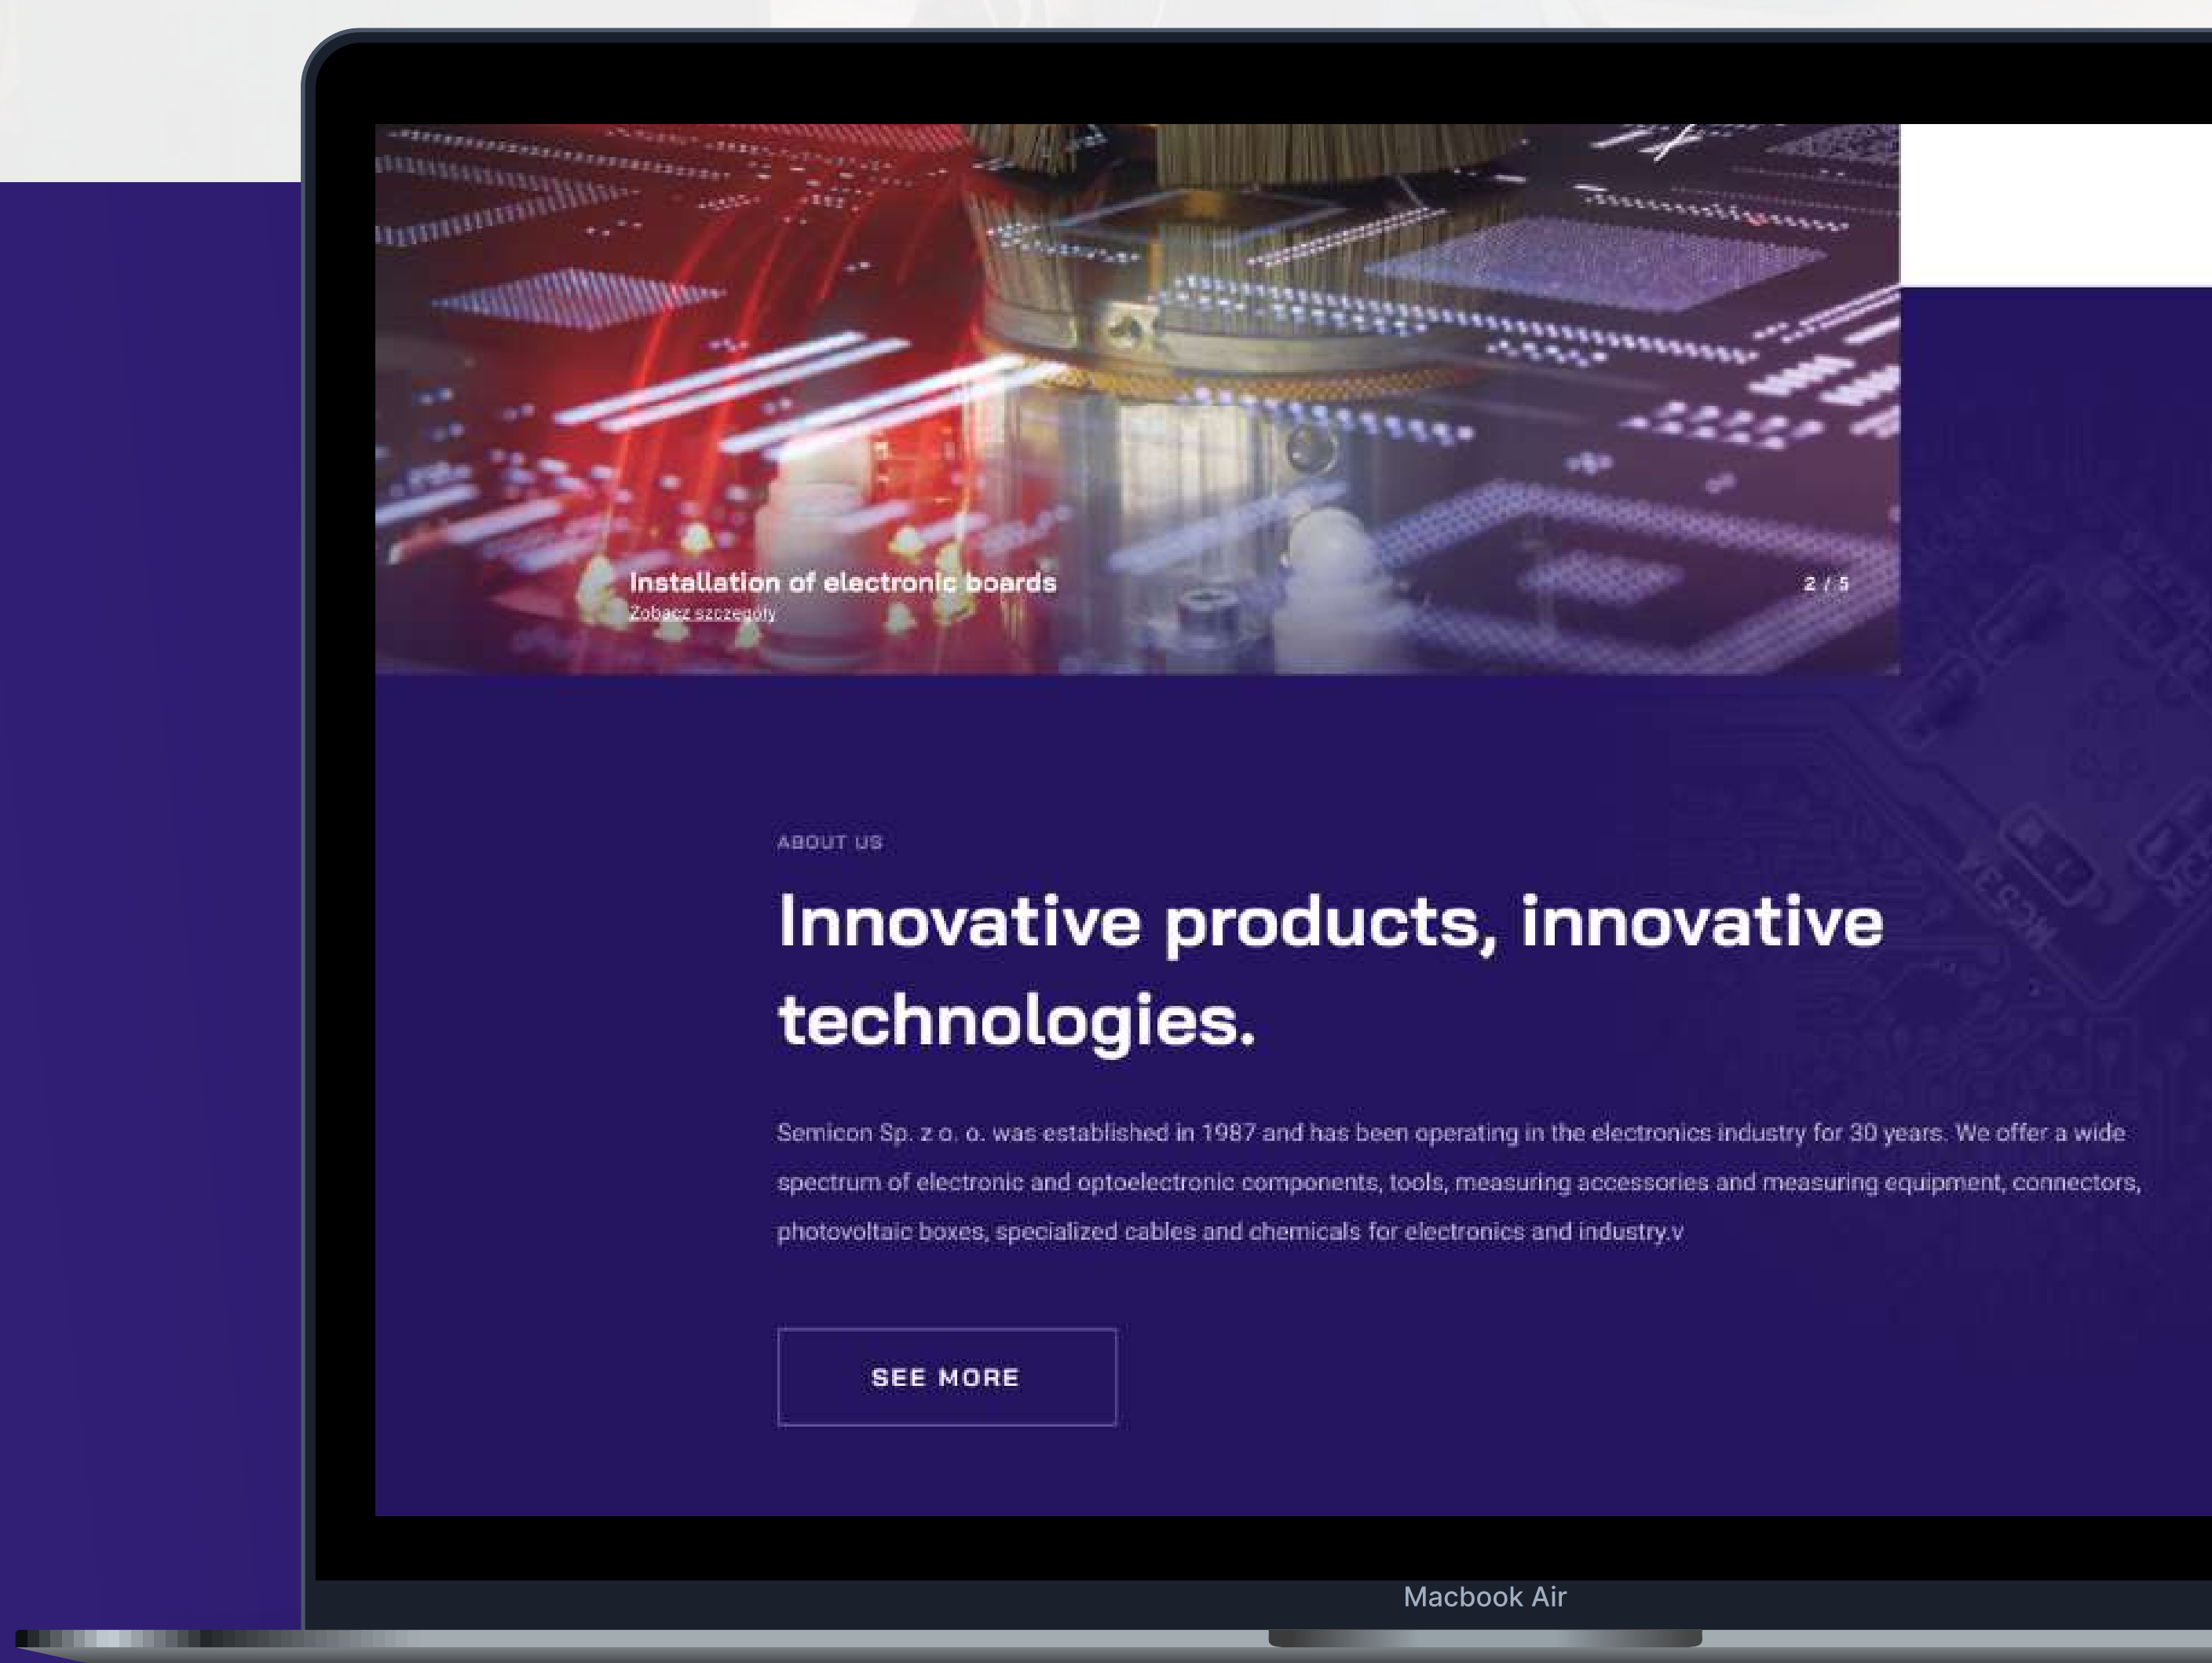 Installation of electronic boards
Zobacz szczegóły
2 / 5
ABOUT US
Innovative products, innovative
technologies.
Semicon Sp. z o. o. was established in 1987 and has been operating in the electronics industry for 30 years. We offer a wide
spectrum of electronic and optoelectronic components, tools, measuring accessories and measuring equipment, connectors,
photovoltaic boxes, specialized cables and chemicals for electronics and industry.v
SEE MORE
Macbook Air